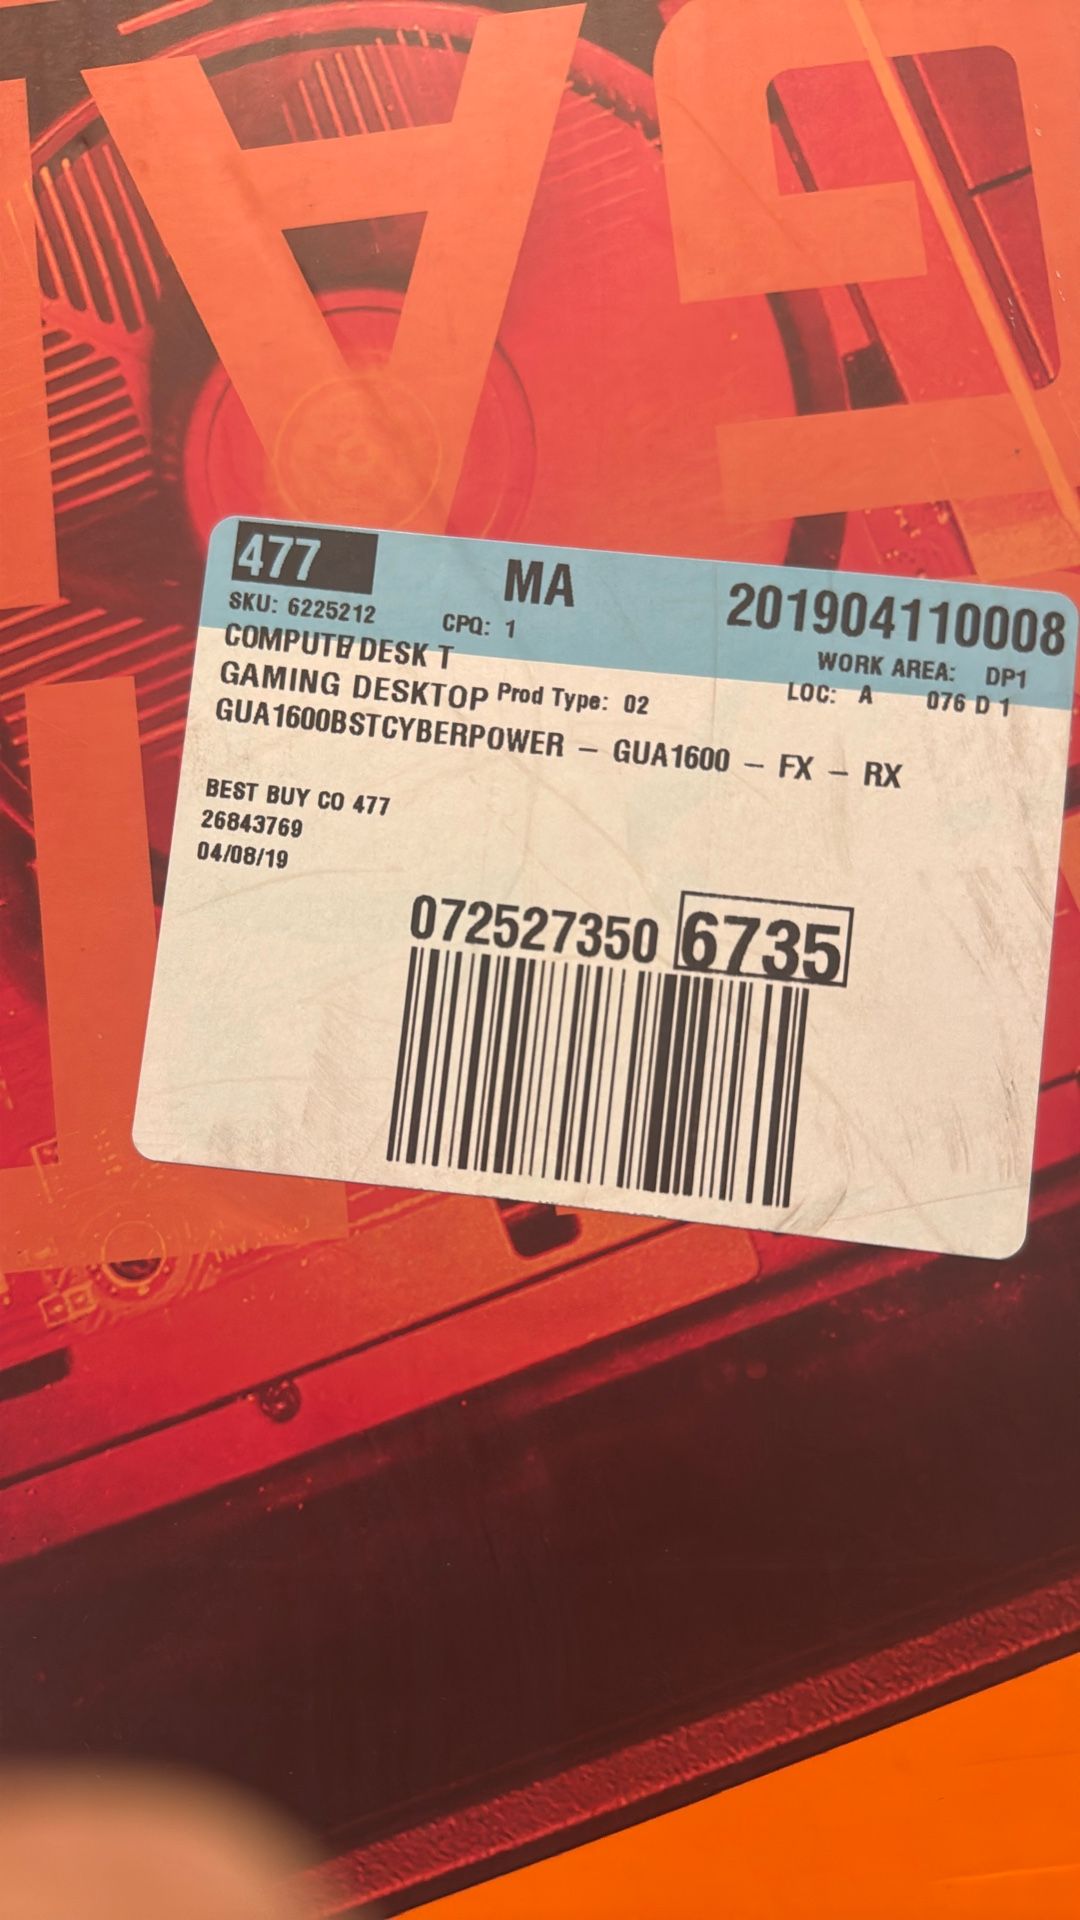 477
MA
201904110008
SKU: 6225212
CPQ: 1
WORK AREA: DP1
COMPUTE DESK T
LOC: A 076 D 1
GAMING DESKTOP Prod Type: 02
GUA1600BSTCYBERPOWER – GUA1600 – FX – RX
BEST BUY CO 477
26843769
04/08/19
072527350 6735